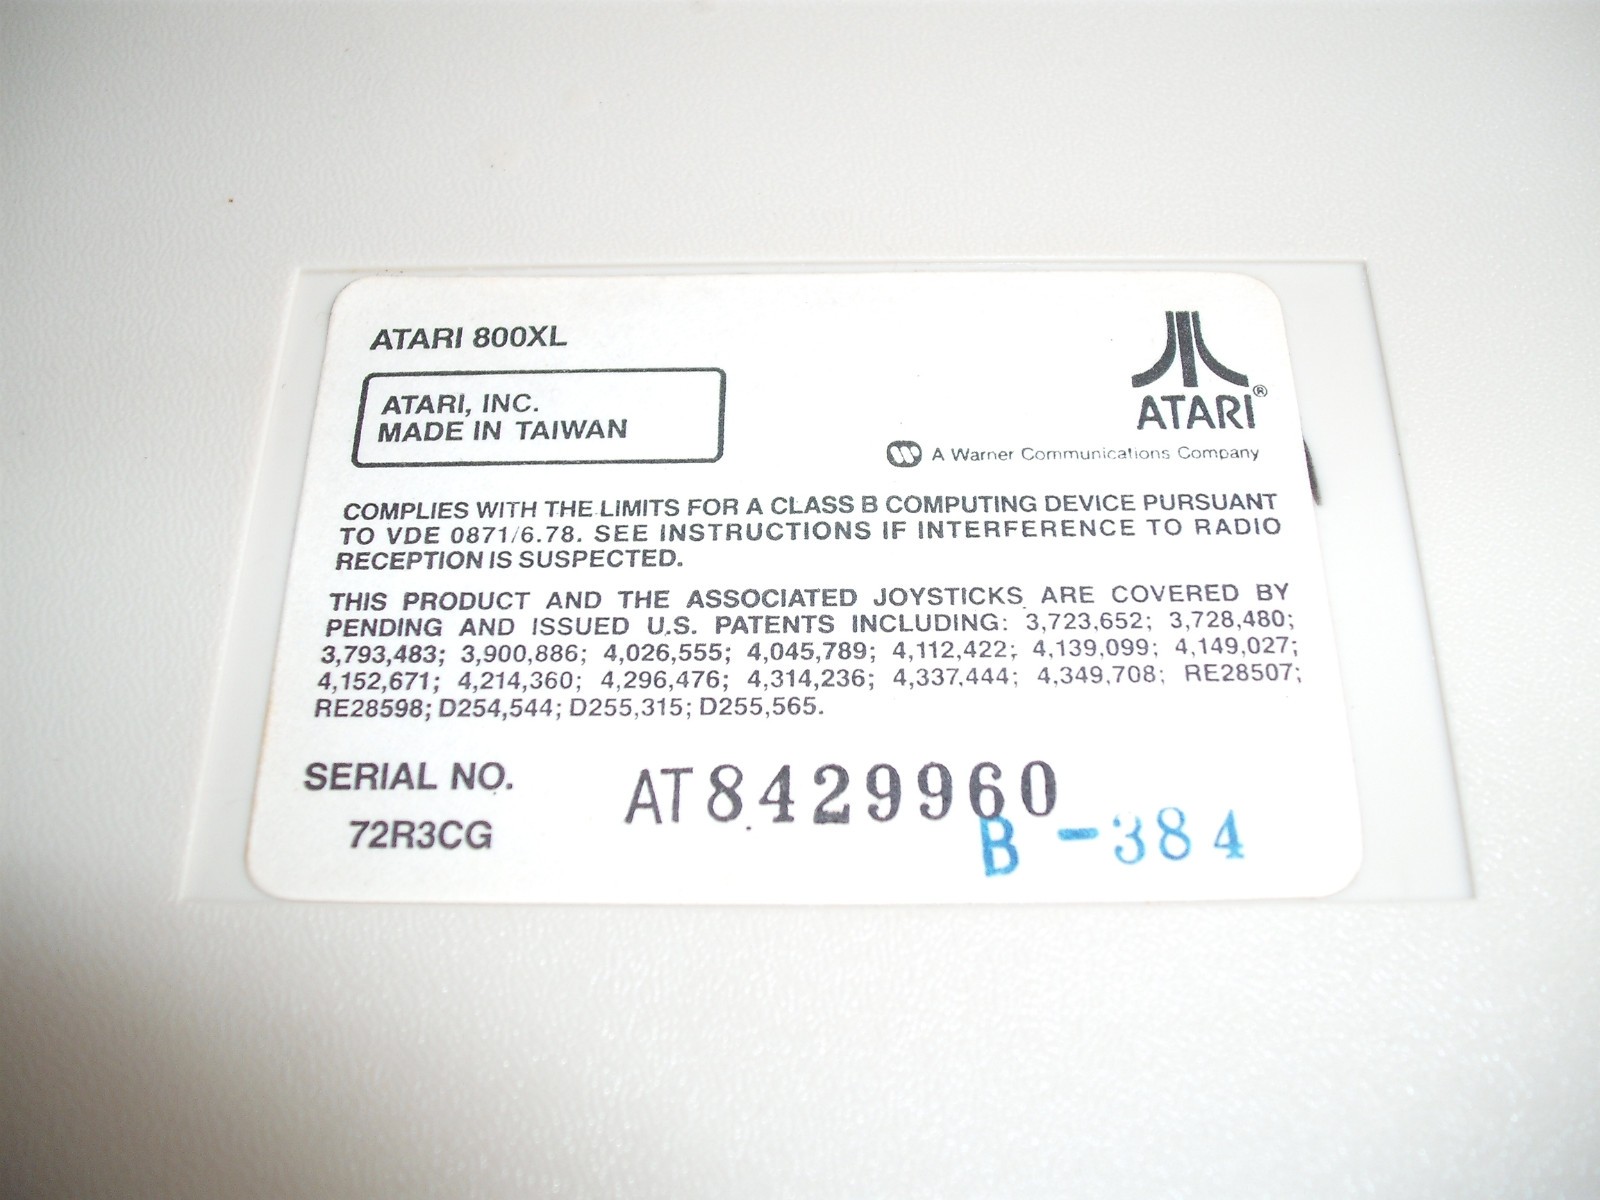 ATARI 800XL
ATARI, INC.
MADE IN TAIWAN
ATARI®
A Warner Communications Company
COMPLIES WITH THE LIMITS FOR A CLASS B COMPUTING DEVICE PURSUANT
TO VDE 0871/6.78. SEE INSTRUCTIONS IF INTERFERENCE TO RADIO
RECEPTION IS SUSPECTED.
THIS PRODUCT AND THE ASSOCIATED JOYSTICKS ARE COVERED BY
PENDING AND ISSUED U.S. PATENTS INCLUDING: 3,723,652; 3,728,480;
3,793,483; 3,900,886; 4,026,555; 4,045,789; 4,112,422; 4,139,099; 4,149,027;
4,152,671; 4,214,360; 4,296,476; 4,314,236; 4,337,444; 4,349,708; RE28507;
RE28598; D254,544; D255,315; D255,565.
SERIAL NO. AT8429960
72R3CG B-384